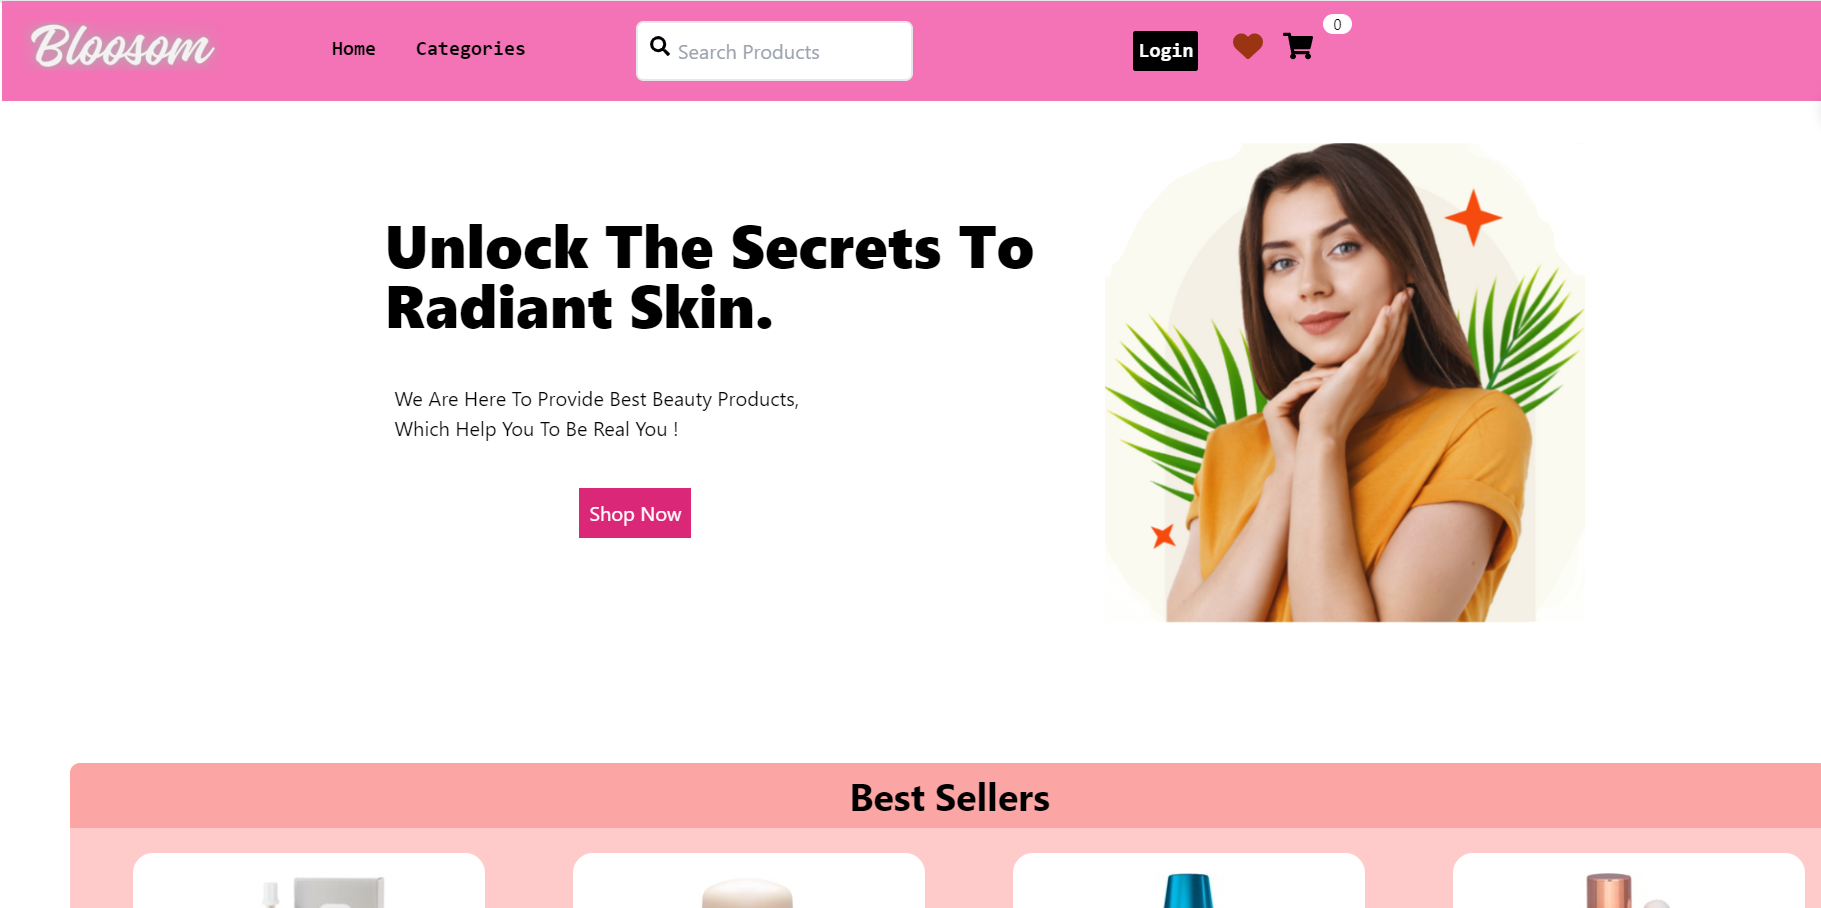 Bloosom
Home
Categories
Search Products
Login
0
Unlock The Secrets To
Radiant Skin.
We Are Here To Provide Best Beauty Products,
Which Help You To Be Real You !
Shop Now
Best Sellers